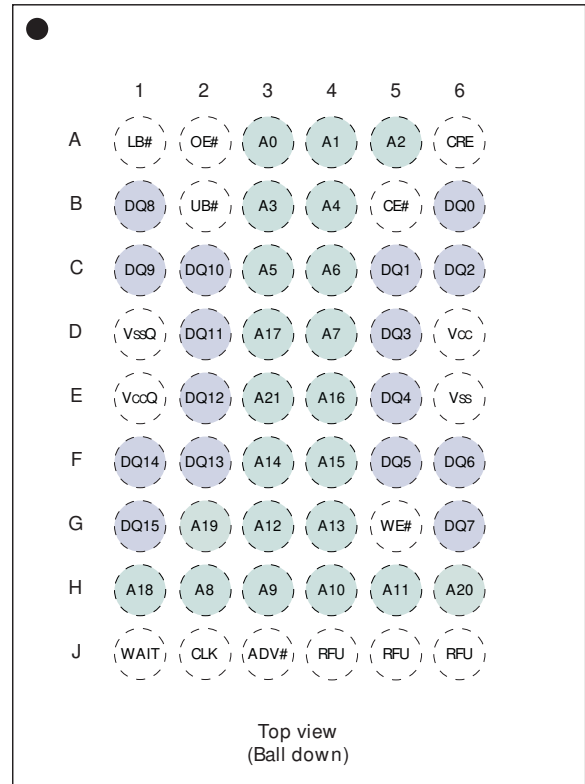 1 2 3 4 5 6
A LB# OE# A0 A1 A2 CRE
B DQ8 UB# A3 A4 CE# DQ0
C DQ9 DQ10 A5 A6 DQ1 DQ2
D VSSQ DQ11 A17 A7 DQ3 VCC
E VCCQ DQ12 A21 A16 DQ4 VSS
F DQ14 DQ13 A14 A15 DQ5 DQ6
G DQ15 A19 A12 A13 WE# DQ7
H A18 A8 A9 A10 A11 A20
J WAIT CLK ADV# RFU RFU RFU
Top view
(Ball down)